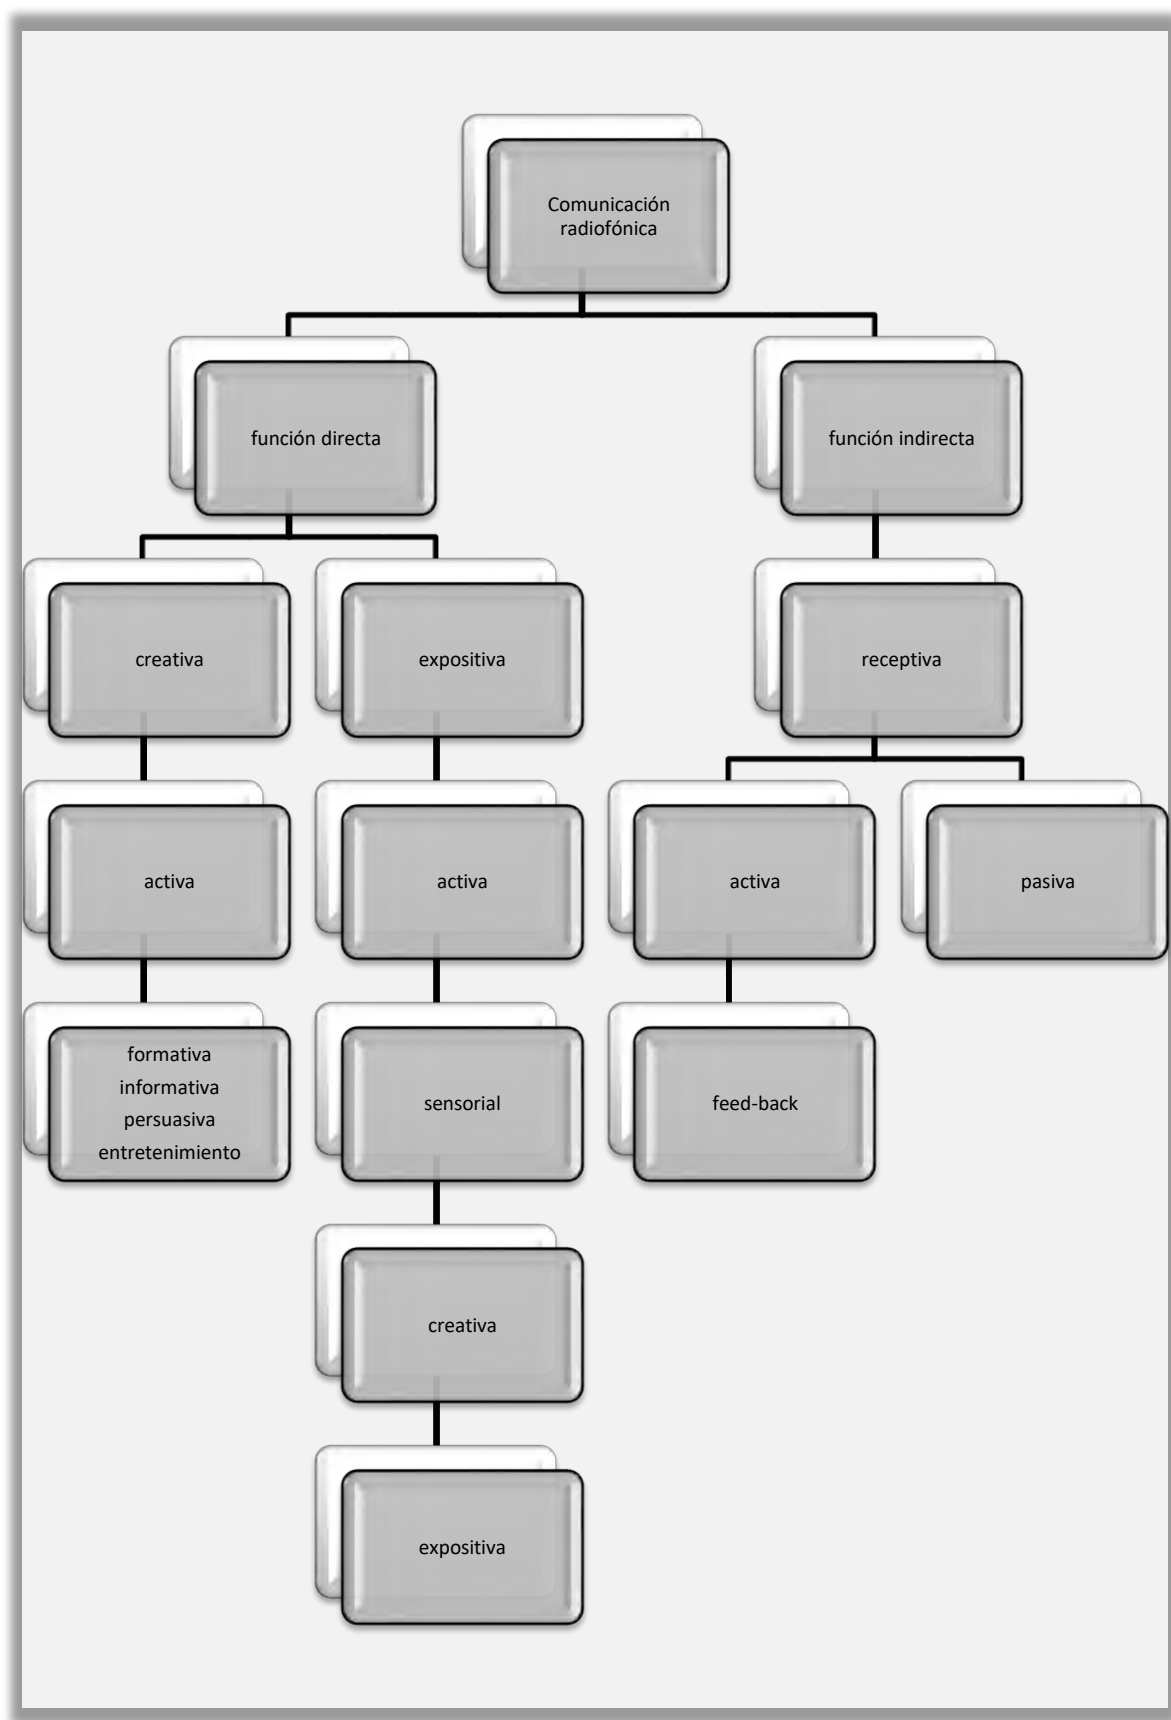 Comunicación
radiofónica
función directa
función indirecta
creativa
expositiva
receptiva
activa
activa
activa
pasiva
formativa
informativa
persuasiva
entretenimiento
sensorial
feed-back
creativa
expositiva